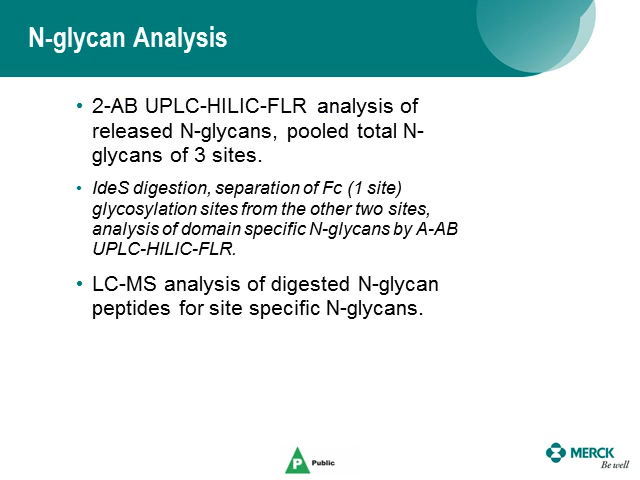 N-glycan Analysis
• 2-AB UPLC-HILIC-FLR analysis of
released N-glycans, pooled total N-
glycans of 3 sites.
• IdeS digestion, separation of Fc (1 site)
glycosylation sites from the other two sites,
analysis of domain specific N-glycans by A-AB
UPLC-HILIC-FLR.
• LC-MS analysis of digested N-glycan
peptides for site specific N-glycans.
P Public
MERCK
Be well